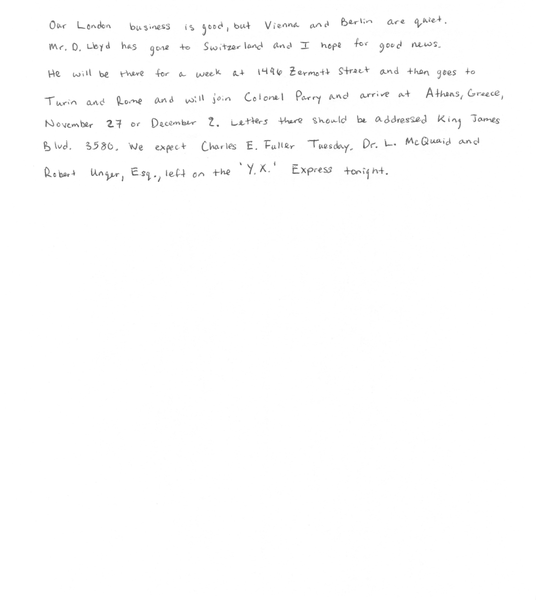 Our London business is good, but Vienna and Berlin are quiet.
Mr. D. Lloyd has gone to Switzerland and I hope for good news.
He will be there for a week at 1496 Zermott Street and then goes to
Turin and Rome and will join Colonel Parry and arrive at Athens, Greece,
November 27 or December 2. Letters there should be addressed King James
Blvd. 3580. We expect Charles E. Fuller Tuesday. Dr. L. McQuaid and
Robert Unger, Esq., left on the 'Y.X.' Express tonight.